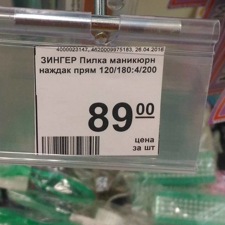 4000023147, 4620009975163, 26.04.2018
ЗИНГЕР Пилка маникюрн
наждак прям 120/180:4/200
89 00
цена
за шт